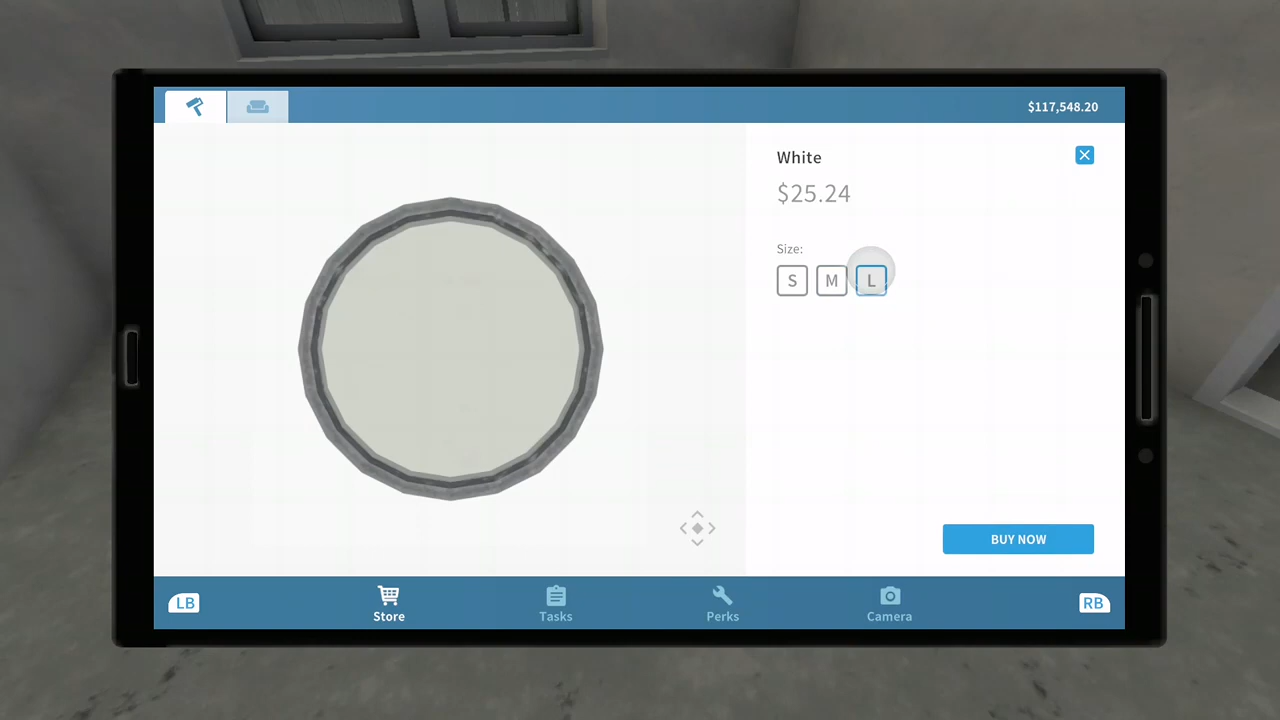 $117,548.20
White
$25.24
Size:
S M L
BUY NOW
LB Store Tasks Perks Camera RB